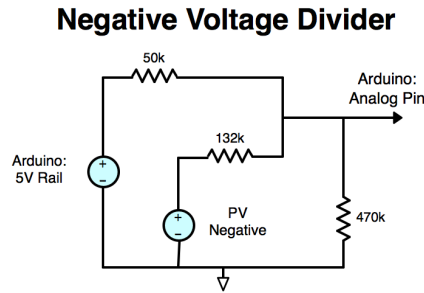 Negative Voltage Divider
50k
Arduino:
Analog Pin
132k
Arduino:
5V Rail
+
−
PV
Negative
+
−
470k